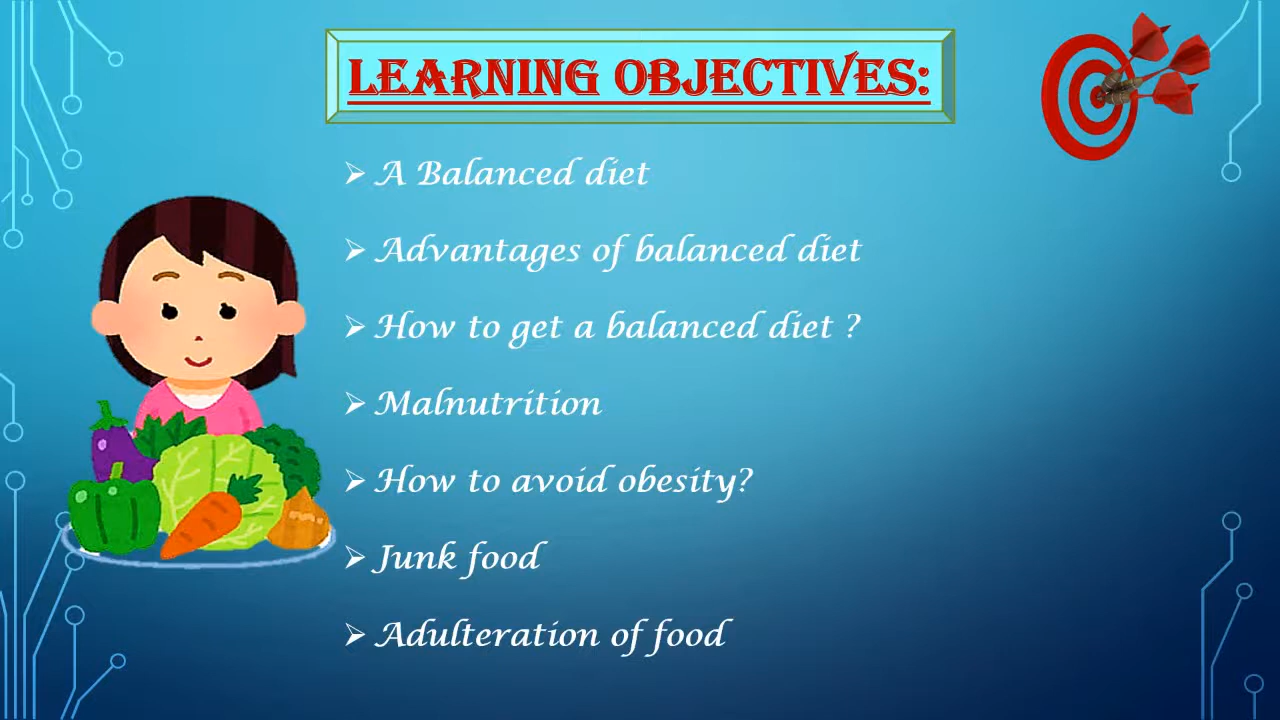 LEARNING OBJECTIVES:
➢ A Balanced diet
➢ Advantages of balanced diet
➢ How to get a balanced diet ?
➢ Malnutrition
➢ How to avoid obesity?
➢ Junk food
➢ Adulteration of food